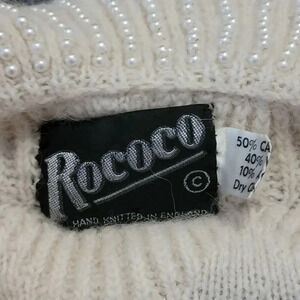 Rococo
©
HAND KNITTED IN ENGLAND
50% CA
40%
10% A
Dry C